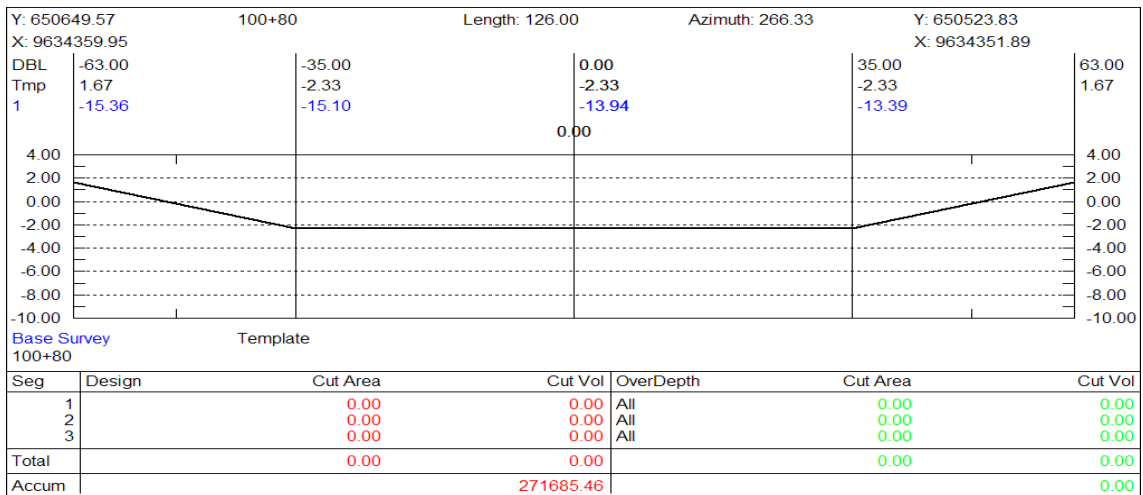 Y: 650649.57 100+80 Length: 126.00 Azimuth: 266.33 Y: 650523.83
X: 9634359.95 X: 9634351.89
DBL -63.00 -35.00 0.00 35.00 63.00
Tmp 1.67 -2.33 -2.33 -2.33 1.67
1 -15.36 -15.10 -13.94 -13.39
0.00
4.00 4.00
2.00 2.00
0.00 0.00
-2.00 -2.00
-4.00 -4.00
-6.00 -6.00
-8.00 -8.00
-10.00 -10.00
Base Survey Template
100+80
Seg Design Cut Area Cut Vol OverDepth Cut Area Cut Vol
1 0.00 0.00 All 0.00 0.00
2 0.00 0.00 All 0.00 0.00
3 0.00 0.00 All 0.00 0.00
Total 0.00 0.00 0.00 0.00
Accum 271685.46 0.00